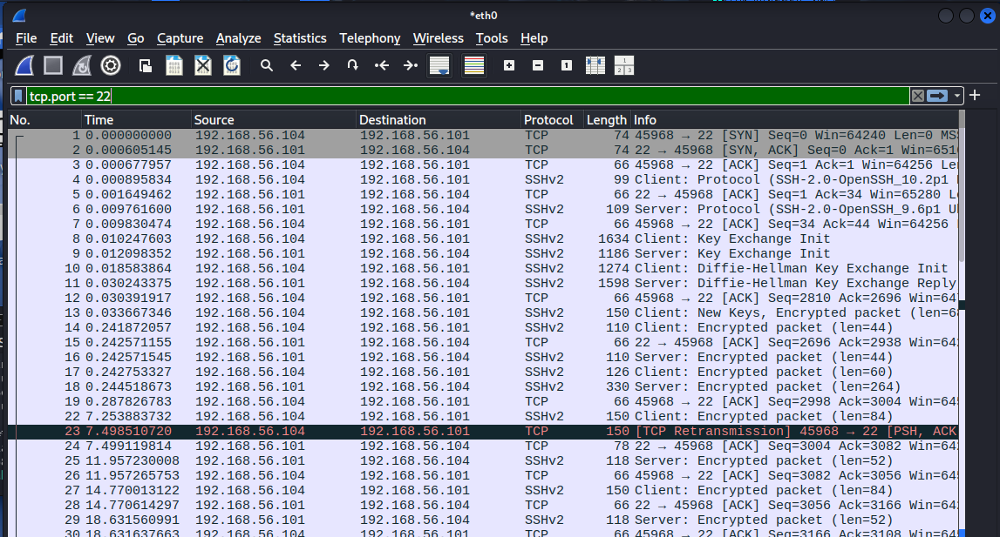 *eth0
File Edit View Go Capture Analyze Statistics Telephony Wireless Tools Help
tcp.port == 22
No. Time Source Destination Protocol Length Info
1 0.000000000 192.168.56.104 192.168.56.101 TCP 74 45968 → 22 [SYN] Seq=0 Win=64240 Len=0 MS
2 0.000605145 192.168.56.101 192.168.56.104 TCP 74 22 → 45968 [SYN, ACK] Seq=0 Ack=1 Win=651
3 0.000677957 192.168.56.104 192.168.56.101 TCP 66 45968 → 22 [ACK] Seq=1 Ack=1 Win=64256 Le
4 0.000895834 192.168.56.104 192.168.56.101 SSHv2 99 Client: Protocol (SSH-2.0-OpenSSH_10.2p1
5 0.001649462 192.168.56.101 192.168.56.104 TCP 66 22 → 45968 [ACK] Seq=1 Ack=34 Win=65280 L
6 0.009761600 192.168.56.101 192.168.56.104 SSHv2 109 Server: Protocol (SSH-2.0-OpenSSH_9.6p1 U
7 0.009830474 192.168.56.104 192.168.56.101 TCP 66 45968 → 22 [ACK] Seq=34 Ack=44 Win=64256
8 0.010247603 192.168.56.104 192.168.56.101 SSHv2 1634 Client: Key Exchange Init
9 0.012098352 192.168.56.101 192.168.56.104 SSHv2 1186 Server: Key Exchange Init
10 0.018583864 192.168.56.104 192.168.56.101 SSHv2 1274 Client: Diffie-Hellman Key Exchange Init
11 0.030243375 192.168.56.101 192.168.56.104 SSHv2 1598 Server: Diffie-Hellman Key Exchange Reply
12 0.030391917 192.168.56.104 192.168.56.101 TCP 66 45968 → 22 [ACK] Seq=2810 Ack=2696 Win=64
13 0.033667346 192.168.56.104 192.168.56.101 SSHv2 150 Client: New Keys, Encrypted packet (len=6
14 0.241872057 192.168.56.104 192.168.56.101 SSHv2 110 Client: Encrypted packet (len=44)
15 0.242571155 192.168.56.101 192.168.56.104 TCP 66 22 → 45968 [ACK] Seq=2696 Ack=2938 Win=64
16 0.242571545 192.168.56.101 192.168.56.104 SSHv2 110 Server: Encrypted packet (len=44)
17 0.242753327 192.168.56.104 192.168.56.101 SSHv2 126 Client: Encrypted packet (len=60)
18 0.244518673 192.168.56.101 192.168.56.104 SSHv2 330 Server: Encrypted packet (len=264)
19 0.287826783 192.168.56.104 192.168.56.101 TCP 66 45968 → 22 [ACK] Seq=2998 Ack=3004 Win=64
22 7.253883732 192.168.56.104 192.168.56.101 SSHv2 150 Client: Encrypted packet (len=84)
23 7.498510720 192.168.56.104 192.168.56.101 TCP 150 [TCP Retransmission] 45968 → 22 [PSH, ACK
24 7.499119814 192.168.56.101 192.168.56.104 TCP 78 22 → 45968 [ACK] Seq=3004 Ack=3082 Win=64
25 11.957230008 192.168.56.101 192.168.56.104 SSHv2 118 Server: Encrypted packet (len=52)
26 11.957265753 192.168.56.104 192.168.56.101 TCP 66 45968 → 22 [ACK] Seq=3082 Ack=3056 Win=64
27 14.770013122 192.168.56.104 192.168.56.101 SSHv2 150 Client: Encrypted packet (len=84)
28 14.770614297 192.168.56.101 192.168.56.104 TCP 66 22 → 45968 [ACK] Seq=3056 Ack=3166 Win=64
29 18.631560991 192.168.56.101 192.168.56.104 SSHv2 118 Server: Encrypted packet (len=52)
30 18.631637663 192.168.56.104 192.168.56.101 TCP 66 45968 → 22 [ACK] Seq=3166 Ack=3108 Win=64